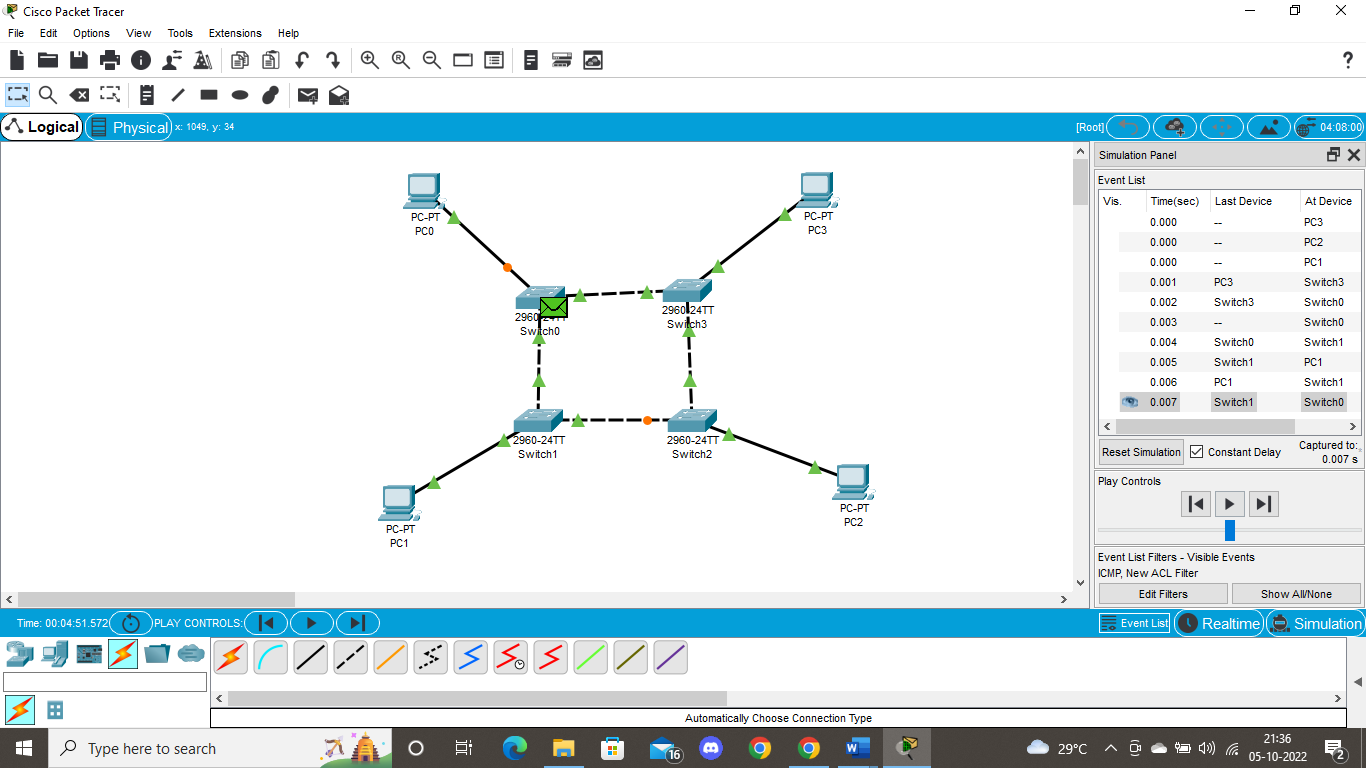 Cisco Packet Tracer
File Edit Options View Tools Extensions Help
?
Logical Physical x: 1049, y: 34 [Root] 04:08:00
Simulation Panel
Event List
Vis. Time(sec) Last Device At Device
0.000 -- PC3
0.000 -- PC2
0.000 -- PC1
0.001 PC3 Switch3
0.002 Switch3 Switch0
0.003 -- Switch0
0.004 Switch0 Switch1
0.005 Switch1 PC1
0.006 PC1 Switch1
0.007 Switch1 Switch0
Reset Simulation Constant Delay Captured to:
0.007 s
Play Controls
Event List Filters - Visible Events
ICMP, New ACL Filter
Edit Filters Show All/None
PC-PT
PC0
PC-PT
PC3
2960-24TT
Switch0
2960-24TT
Switch3
2960-24TT
Switch1
2960-24TT
Switch2
PC-PT
PC1
PC-PT
PC2
Time: 00:04:51.572 PLAY CONTROLS: Event List Realtime Simulation
Automatically Choose Connection Type
Type here to search 16 29°C 21:36
05-10-2022 2